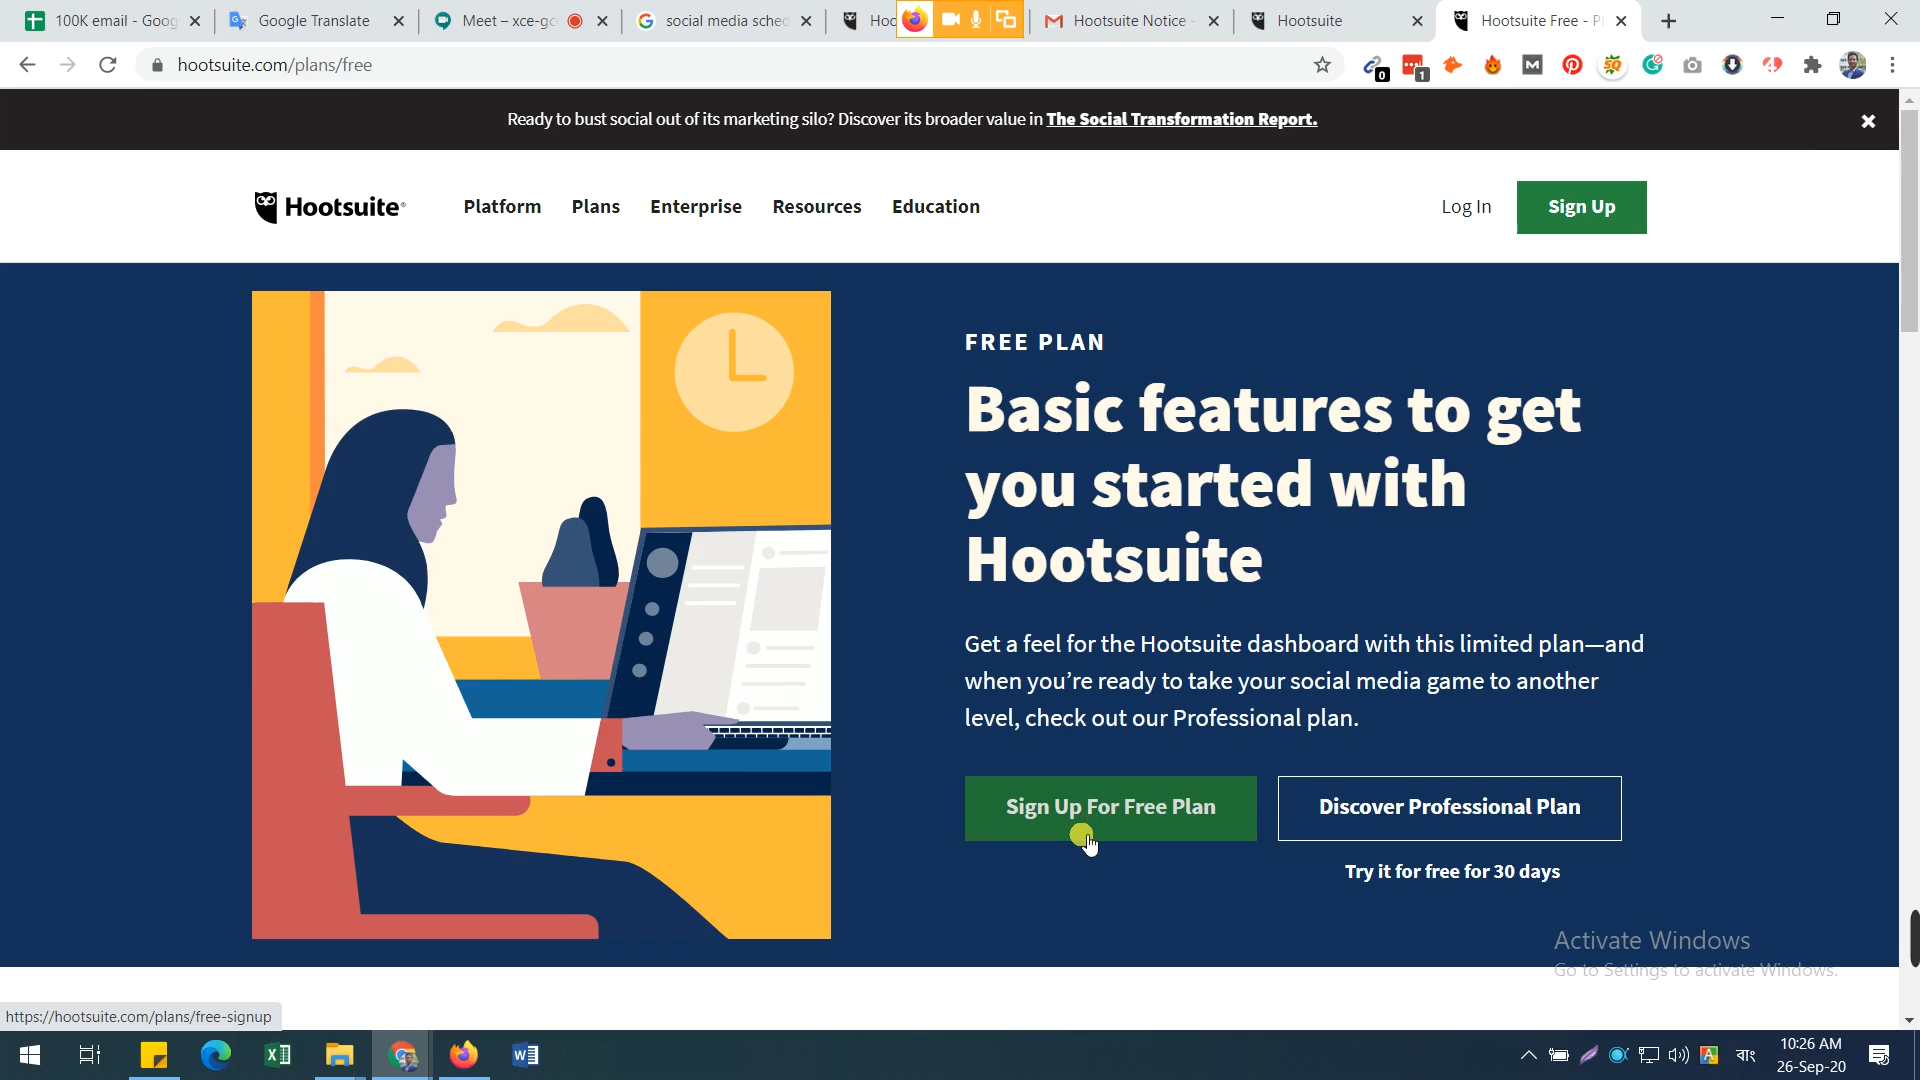 100K email - Goog
Google Translate
Meet – xce-gc
social media sched
Hoo
Hootsuite Notice -
Hootsuite
Hootsuite Free - Pl
hootsuite.com/plans/free
0
1
Ready to bust social out of its marketing silo? Discover its broader value in The Social Transformation Report.
Hootsuite
Platform
Plans
Enterprise
Resources
Education
Log In
Sign Up
FREE PLAN
Basic features to get
you started with
Hootsuite
Get a feel for the Hootsuite dashboard with this limited plan—and
when you’re ready to take your social media game to another
level, check out our Professional plan.
Sign Up For Free Plan
Discover Professional Plan
Try it for free for 30 days
Activate Windows
Go to Settings to activate Windows.
https://hootsuite.com/plans/free-signup
বাং
10:26 AM
26-Sep-20